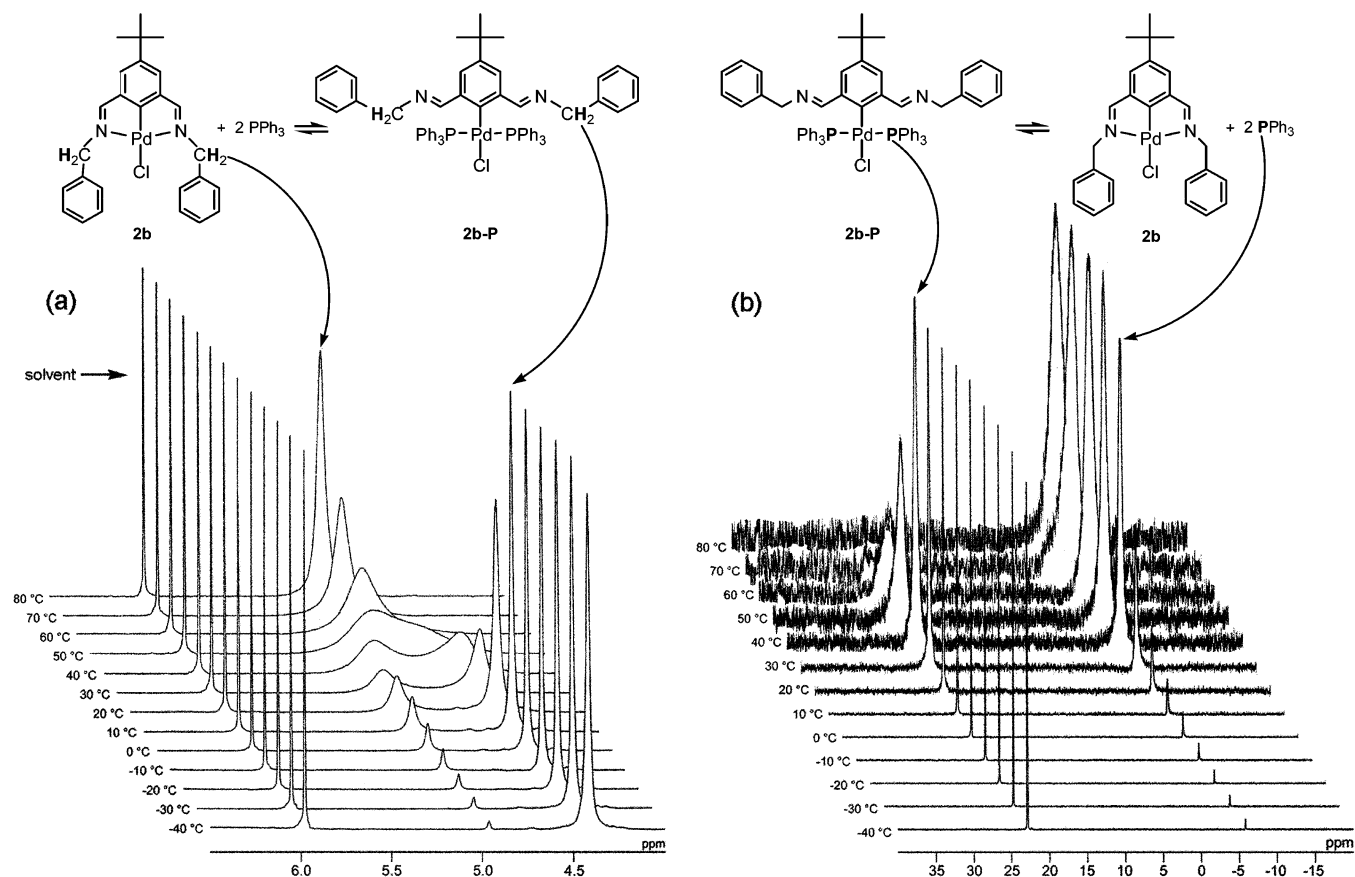 N N
H₂C CH₂
Pd
Cl
+ 2 PPh₃
2b
N N
H₂C CH₂
Ph₃P Pd PPh₃
Cl
2b-P
N N
Ph₃P Pd PPh₃
Cl
2b-P
N N
Pd
Cl
+ 2 PPh₃
2b
(a)
solvent
80 °C
70 °C
60 °C
50 °C
40 °C
30 °C
20 °C
10 °C
0 °C
-10 °C
-20 °C
-30 °C
-40 °C
ppm
6.0 5.5 5.0 4.5
(b)
80 °C
70 °C
60 °C
50 °C
40 °C
30 °C
20 °C
10 °C
0 °C
-10 °C
-20 °C
-30 °C
-40 °C
ppm
35 30 25 20 15 10 5 0 -5 -10 -15